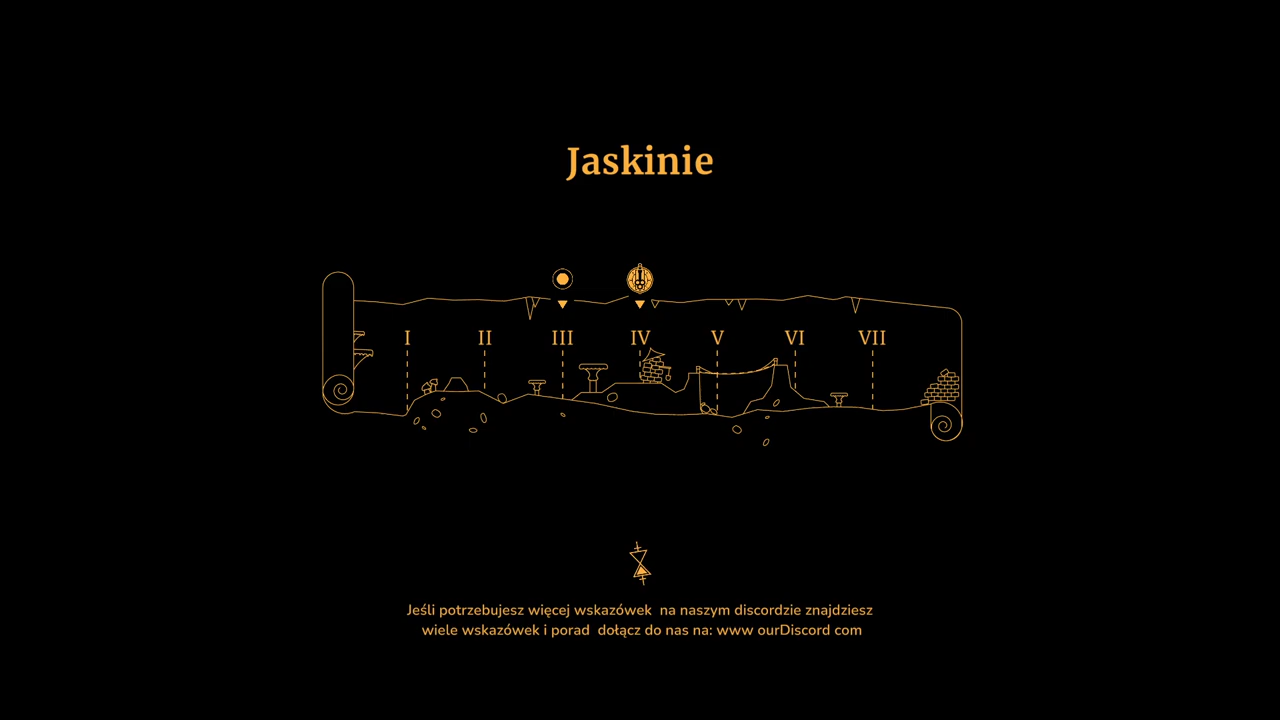 Jaskinie
I II III IV V VI VII
Jeśli potrzebujesz więcej wskazówek  na naszym discordzie znajdziesz
wiele wskazówek i porad  dołącz do nas na: www ourDiscord com